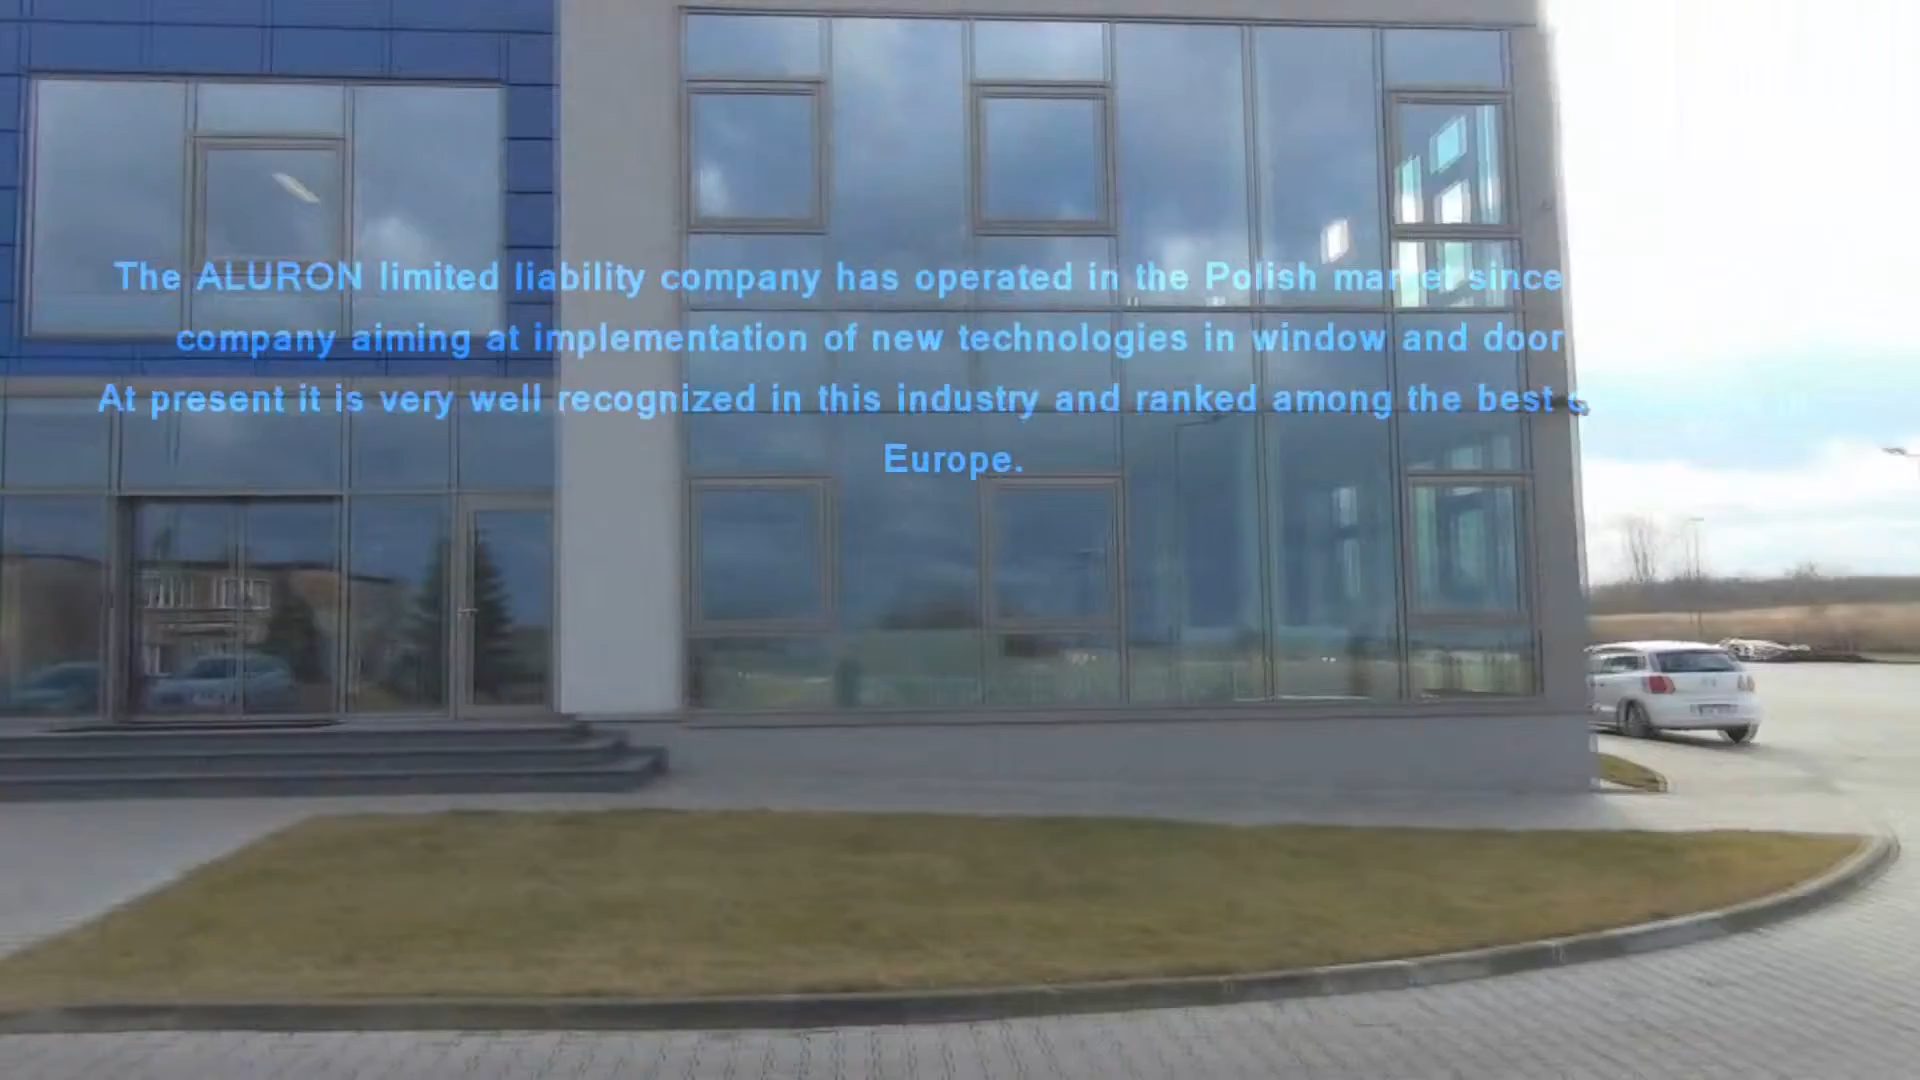 The ALURON limited liability company has operated in the Polish market since
company aiming at implementation of new technologies in window and door
At present it is very well recognized in this industry and ranked among the best
Europe.